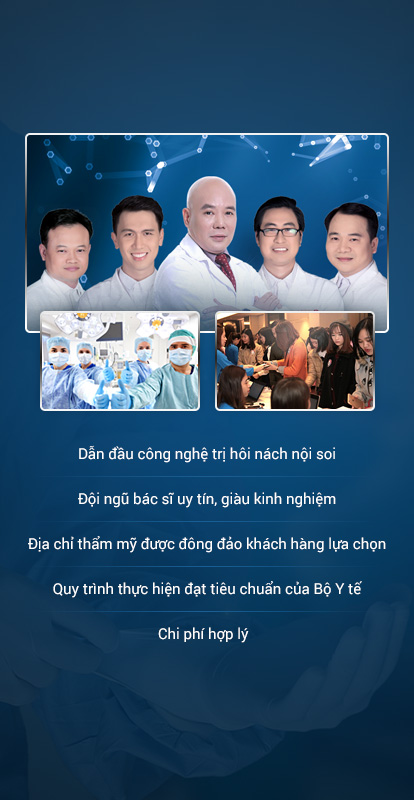 Dẫn đầu công nghệ trị hôi nách nội soi
Đội ngũ bác sĩ uy tín, giàu kinh nghiệm
Địa chỉ thẩm mỹ được đông đảo khách hàng lựa chọn
Quy trình thực hiện đạt tiêu chuẩn của Bộ Y tế
Chi phí hợp lý